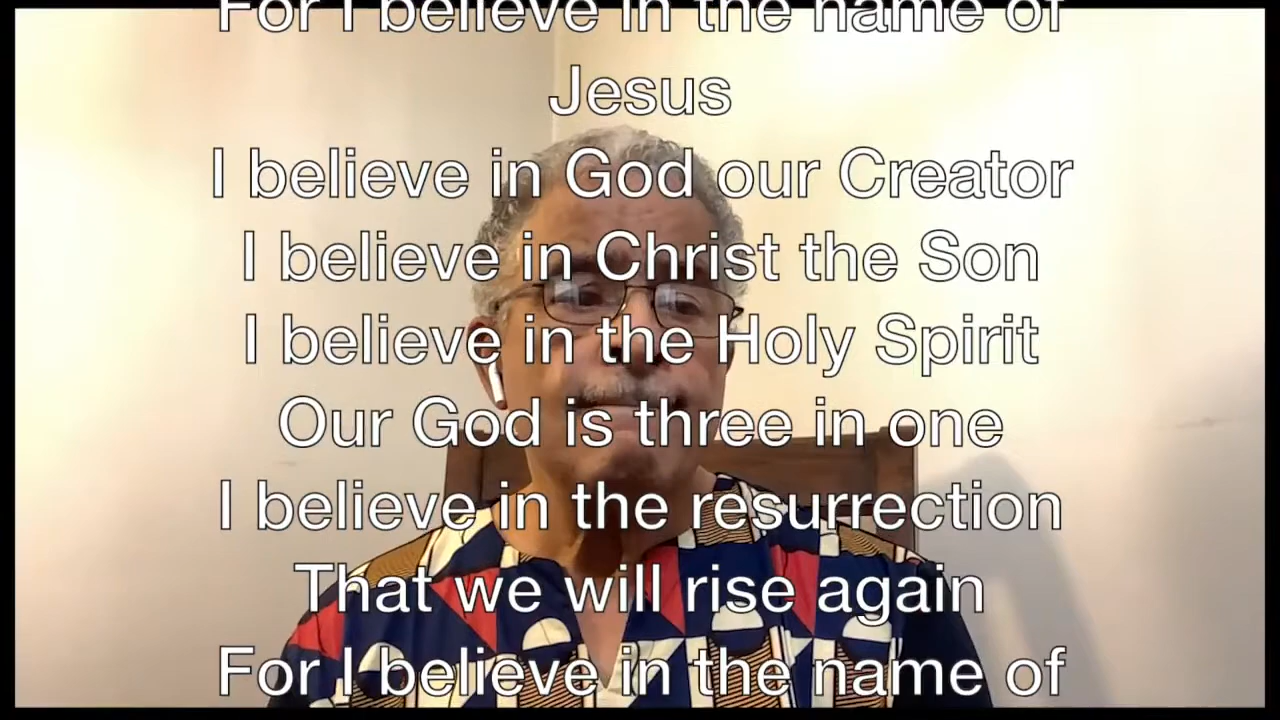 For I believe in the name of
Jesus
I believe in God our Creator
I believe in Christ the Son
I believe in the Holy Spirit
Our God is three in one
I believe in the resurrection
That we will rise again
For I believe in the name of